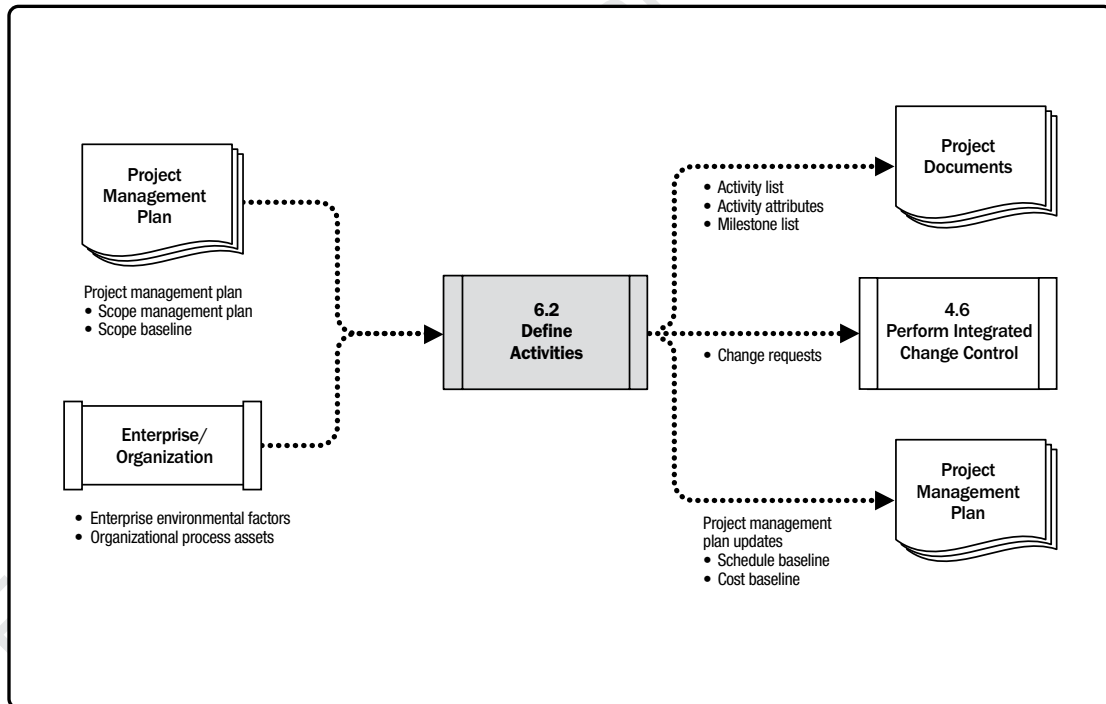 Project
Management
Plan
Project management plan
• Scope management plan
• Scope baseline
Enterprise/
Organization
• Enterprise environmental factors
• Organizational process assets
6.2
Define
Activities
• Activity list
• Activity attributes
• Milestone list
Project
Documents
• Change requests
4.6
Perform Integrated
Change Control
Project management
plan updates
• Schedule baseline
• Cost baseline
Project
Management
Plan